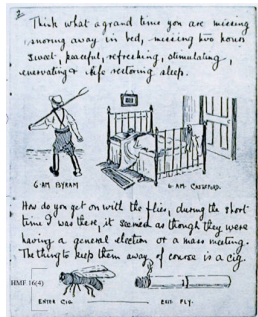 2
Think what a grand time you are missing
snoring away in bed, missing two hours
sweet, peaceful, refreshing, stimulating,
enervating & life restoring sleep.
6 AM BYRAM
6 AM
How do you get on with the flies, during the short
time I was there, it seemed as though they were
having a general election or a mass meeting.
The thing to keep them away of course is a cig.
HMF 16(4)
ENTER CIG
EXIT FLY.